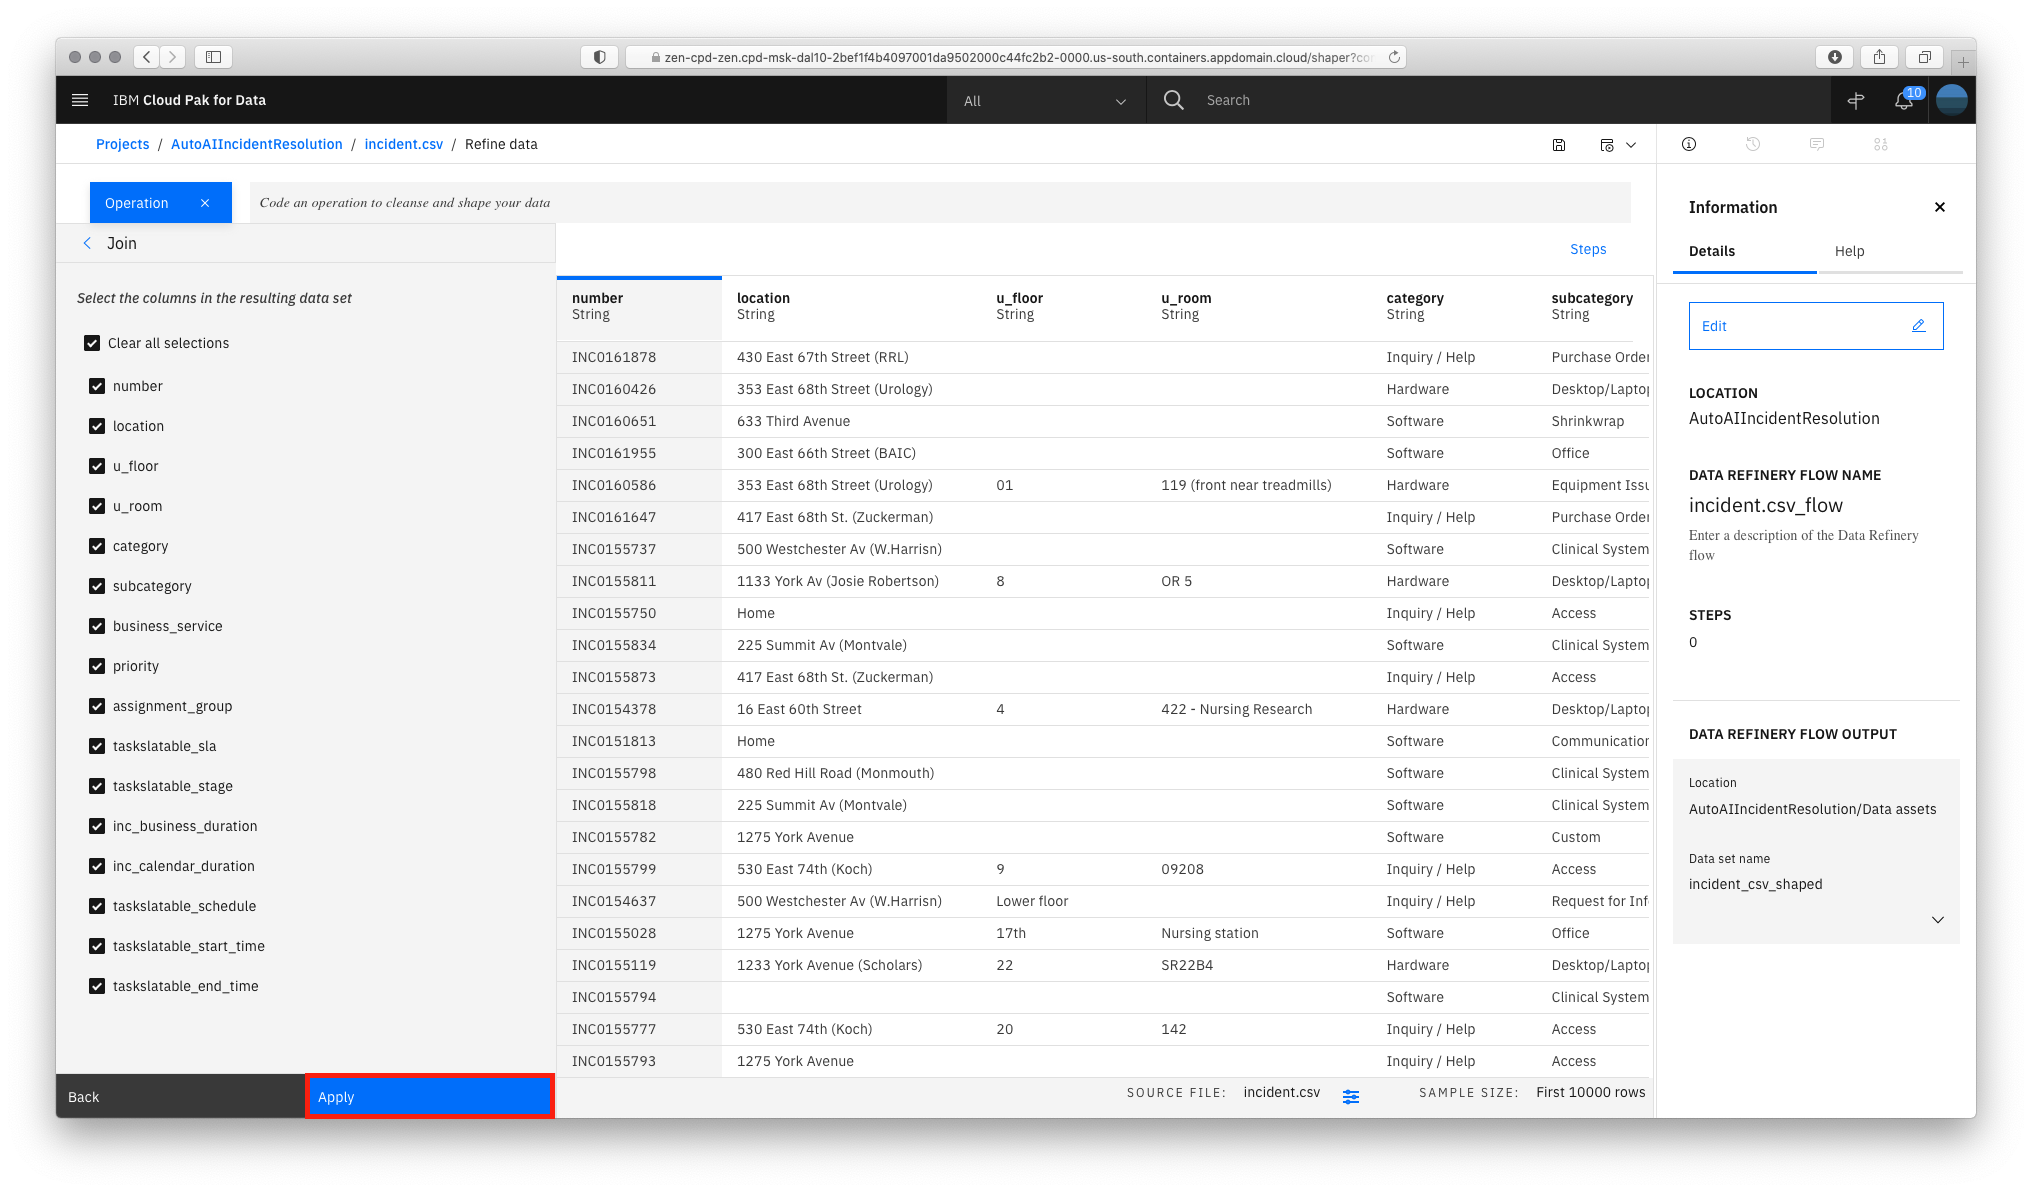 zen-cpd-zen.cpd-msk-dal10-2bef1f4b4097001da9502000c44fc2b2-0000.us-south.containers.appdomain.cloud/shaper?co
IBM Cloud Pak for Data
All
Search
10
Projects / AutoAIIncidentResolution / incident.csv / Refine data
Operation
Code an operation to cleanse and shape your data
Join
Steps
Select the columns in the resulting data set
Clear all selections
number
location
u_floor
u_room
category
subcategory
business_service
priority
assignment_group
taskslatable_sla
taskslatable_stage
inc_business_duration
inc_calendar_duration
taskslatable_schedule
taskslatable_start_time
taskslatable_end_time
Back
Apply
number location u_floor u_room category subcategory
String String String String String String
INC0161878 430 East 67th Street (RRL) Inquiry / Help Purchase Order
INC0160426 353 East 68th Street (Urology) Hardware Desktop/Laptop
INC0160651 633 Third Avenue Software Shrinkwrap
INC0161955 300 East 66th Street (BAIC) Software Office
INC0160586 353 East 68th Street (Urology) 01 119 (front near treadmills) Hardware Equipment Issu
INC0161647 417 East 68th St. (Zuckerman) Inquiry / Help Purchase Order
INC0155737 500 Westchester Av (W.Harrisn) Software Clinical System
INC0155811 1133 York Av (Josie Robertson) 8 OR 5 Hardware Desktop/Laptop
INC0155750 Home Inquiry / Help Access
INC0155834 225 Summit Av (Montvale) Software Clinical System
INC0155873 417 East 68th St. (Zuckerman) Inquiry / Help Access
INC0154378 16 East 60th Street 4 422 - Nursing Research Hardware Desktop/Laptop
INC0151813 Home Software Communication
INC0155798 480 Red Hill Road (Monmouth) Software Clinical System
INC0155818 225 Summit Av (Montvale) Software Clinical System
INC0155782 1275 York Avenue Software Custom
INC0155799 530 East 74th (Koch) 9 09208 Inquiry / Help Access
INC0154637 500 Westchester Av (W.Harrisn) Lower floor Inquiry / Help Request for Inf
INC0155028 1275 York Avenue 17th Nursing station Software Office
INC0155119 1233 York Avenue (Scholars) 22 SR22B4 Hardware Desktop/Laptop
INC0155794 Software Clinical System
INC0155777 530 East 74th (Koch) 20 142 Inquiry / Help Access
INC0155793 1275 York Avenue Inquiry / Help Access
SOURCE FILE: incident.csv SAMPLE SIZE: First 10000 rows
Information
Details Help
Edit
LOCATION
AutoAIIncidentResolution
DATA REFINERY FLOW NAME
incident.csv_flow
Enter a description of the Data Refinery
flow
STEPS
0
DATA REFINERY FLOW OUTPUT
Location
AutoAIIncidentResolution/Data assets
Data set name
incident_csv_shaped